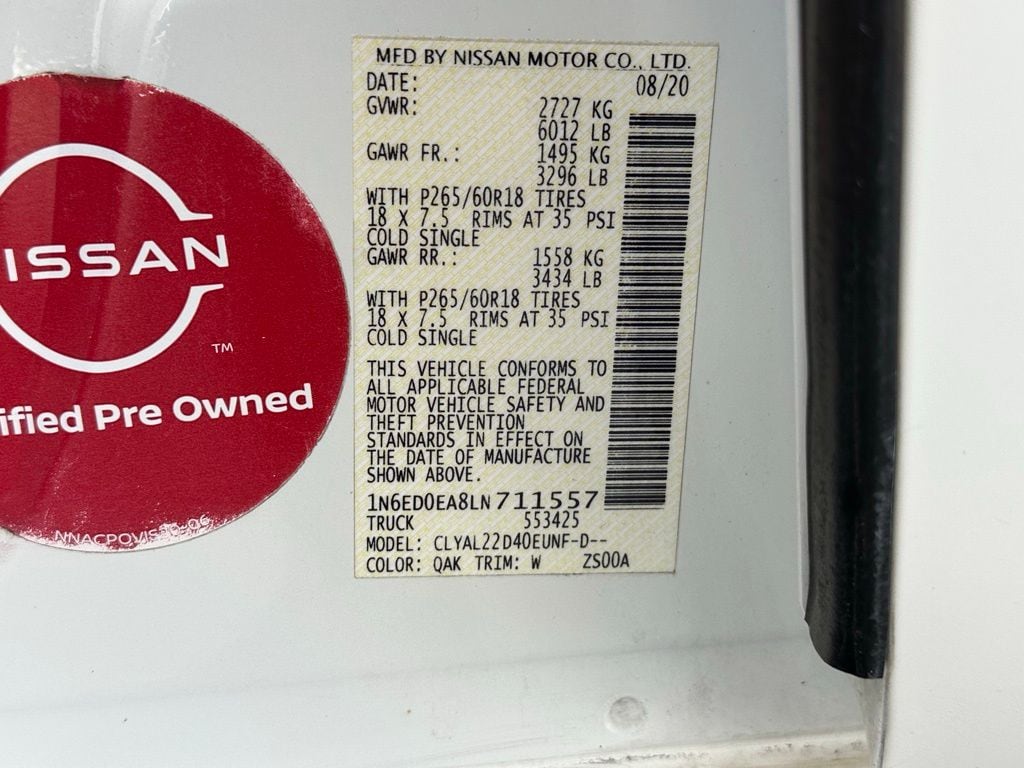 MFD BY NISSAN MOTOR CO., LTD.
DATE: 08/20
GVWR: 2727 KG
6012 LB
GAWR FR.: 1495 KG
3296 LB
WITH P265/60R18 TIRES
18 X 7.5 RIMS AT 35 PSI
COLD SINGLE
GAWR RR.: 1558 KG
3434 LB
WITH P265/60R18 TIRES
18 X 7.5 RIMS AT 35 PSI
COLD SINGLE
THIS VEHICLE CONFORMS TO
ALL APPLICABLE FEDERAL
MOTOR VEHICLE SAFETY AND
THEFT PREVENTION
STANDARDS IN EFFECT ON
THE DATE OF MANUFACTURE
SHOWN ABOVE.
1N6ED0EA8LN711557
TRUCK 553425
MODEL: CLYAL22D40EUNF-D--
COLOR: QAK TRIM: W ZS00A
ISSAN
TM
ified Pre Owned